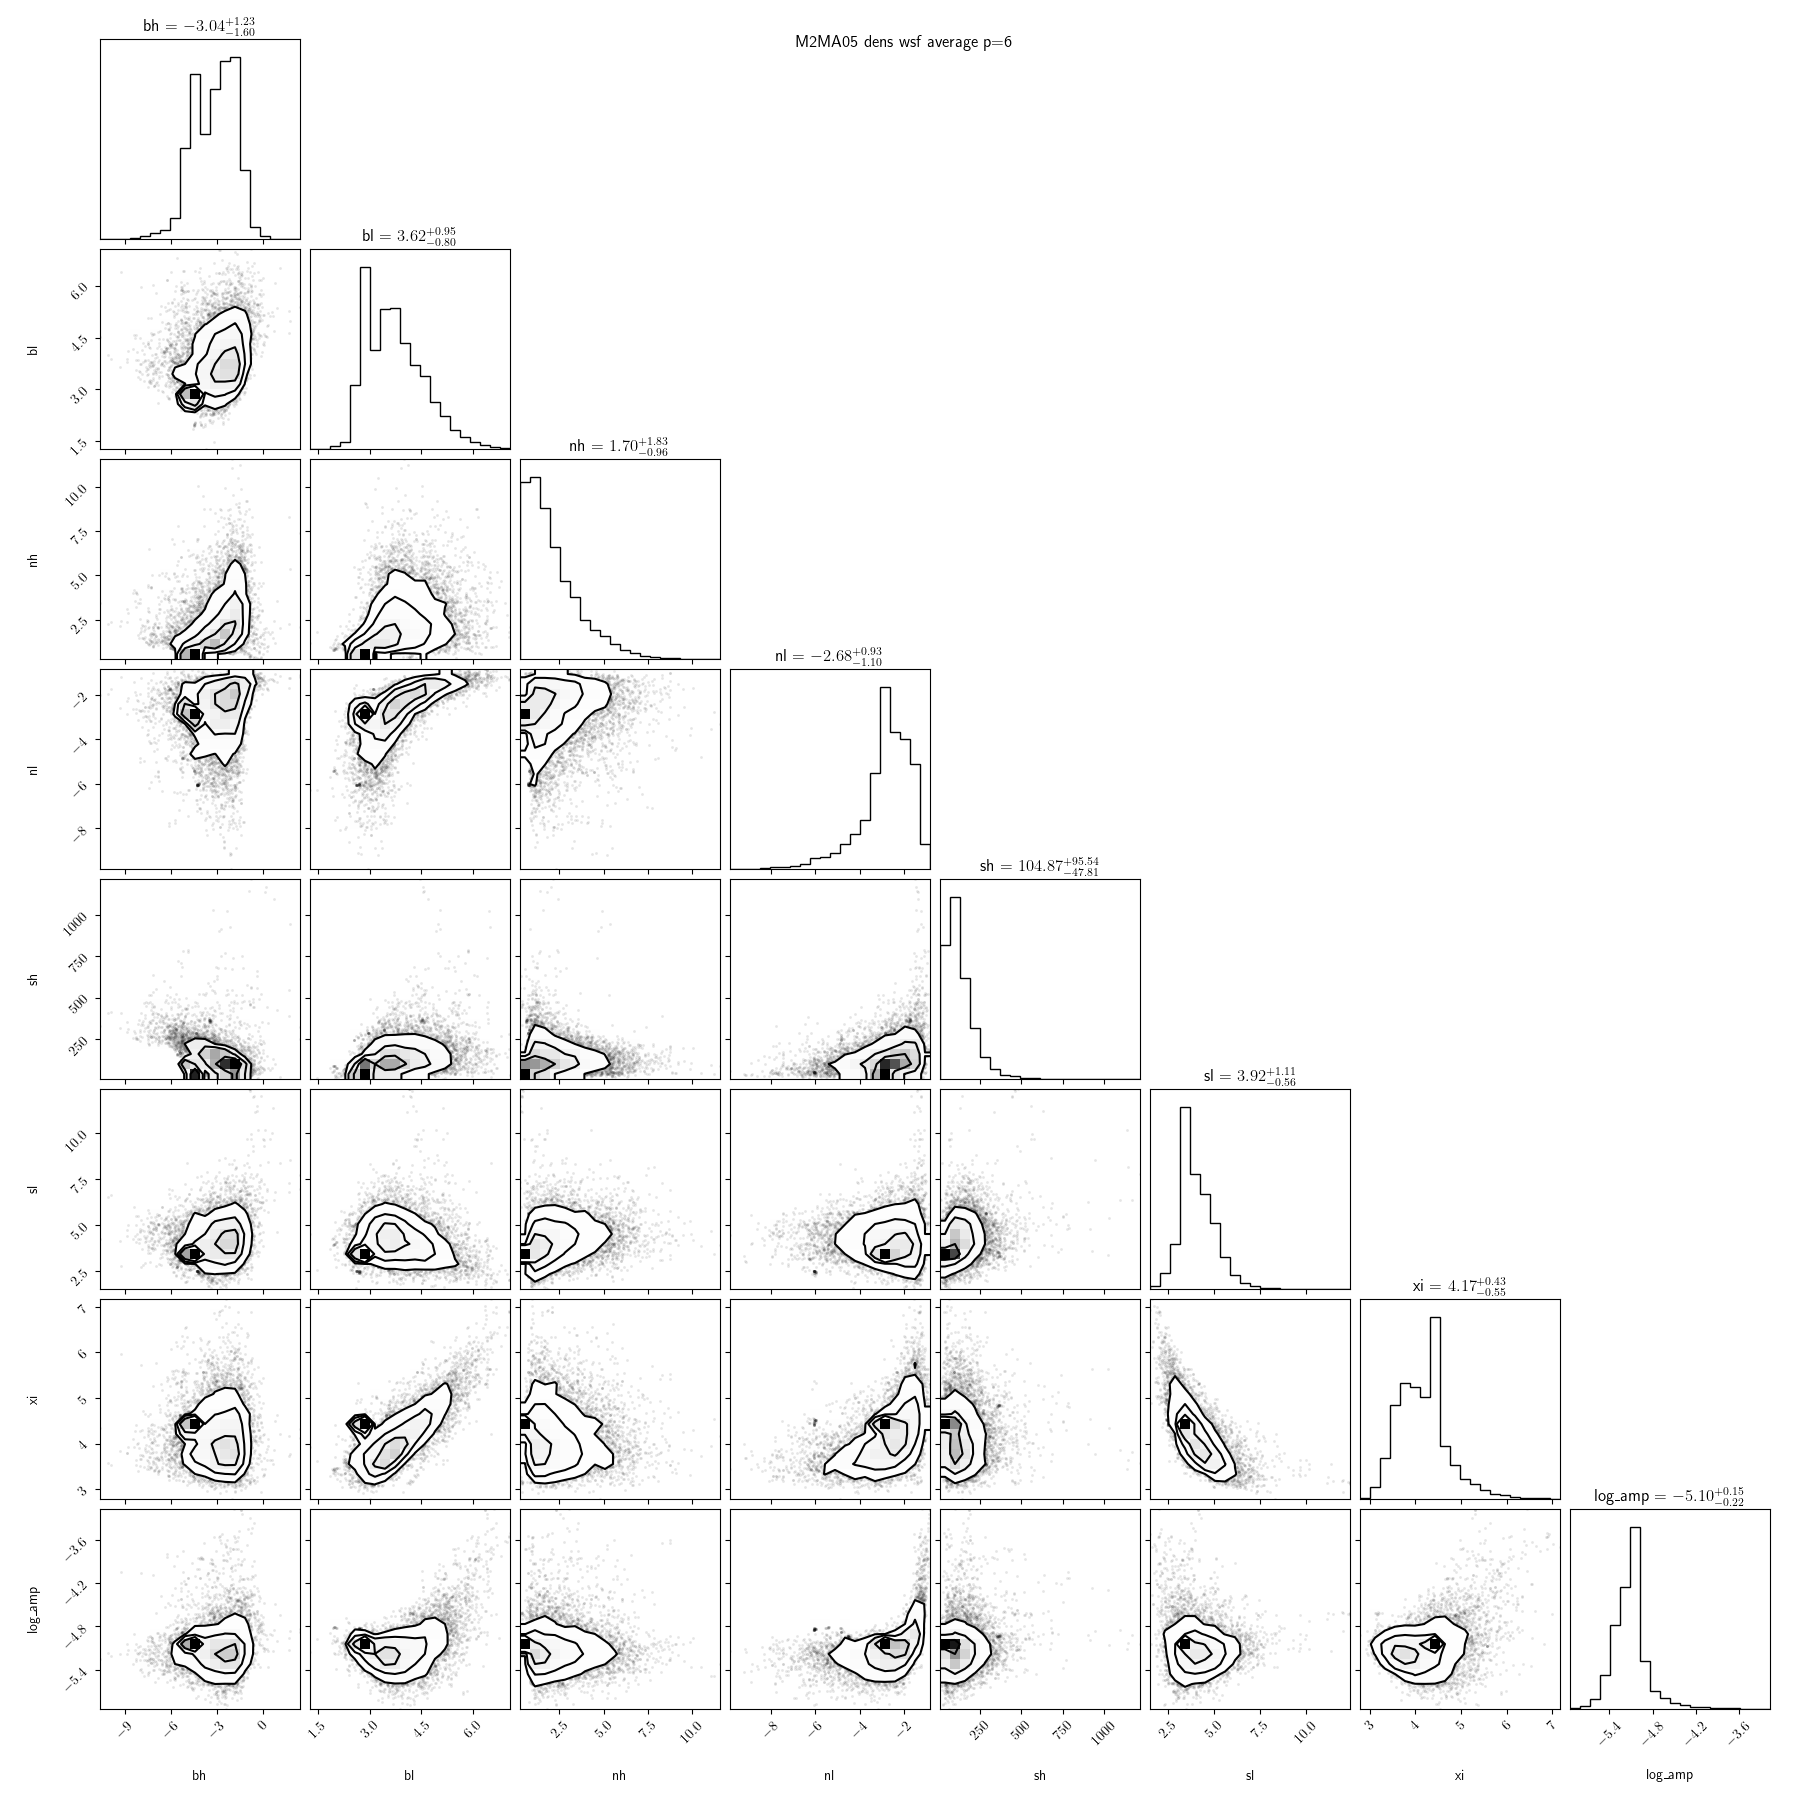 M2MA05 dens wsf average p=6
bh = −3.04+1.23−1.60
bl = 3.62+0.95−0.80
6.0
4.5
3.0
1.5
bl
nh = 1.70+1.83−0.96
10.0
7.5
5.0
2.5
nh
nl = −2.68+0.93−1.10
−2
−4
−6
−8
nl
sh = 104.87+95.54−47.81
1000
750
500
250
sh
sl = 3.92+1.11−0.56
10.0
7.5
5.0
2.5
sl
xi = 4.17+0.43−0.55
7
6
5
4
3
xi
log_amp = −5.10+0.15−0.22
−3.6
−4.2
−4.8
−5.4
log_amp
−9 −6 −3 0 1.5 3.0 4.5 6.0 2.5 5.0 7.5 10.0 −8 −6 −4 −2 250 500 750 1000 2.5 5.0 10.0 3 4 5 6 7 −5.4 −4.8 −4.2 −3.6
bh bl nh nl sh sl xi log_amp